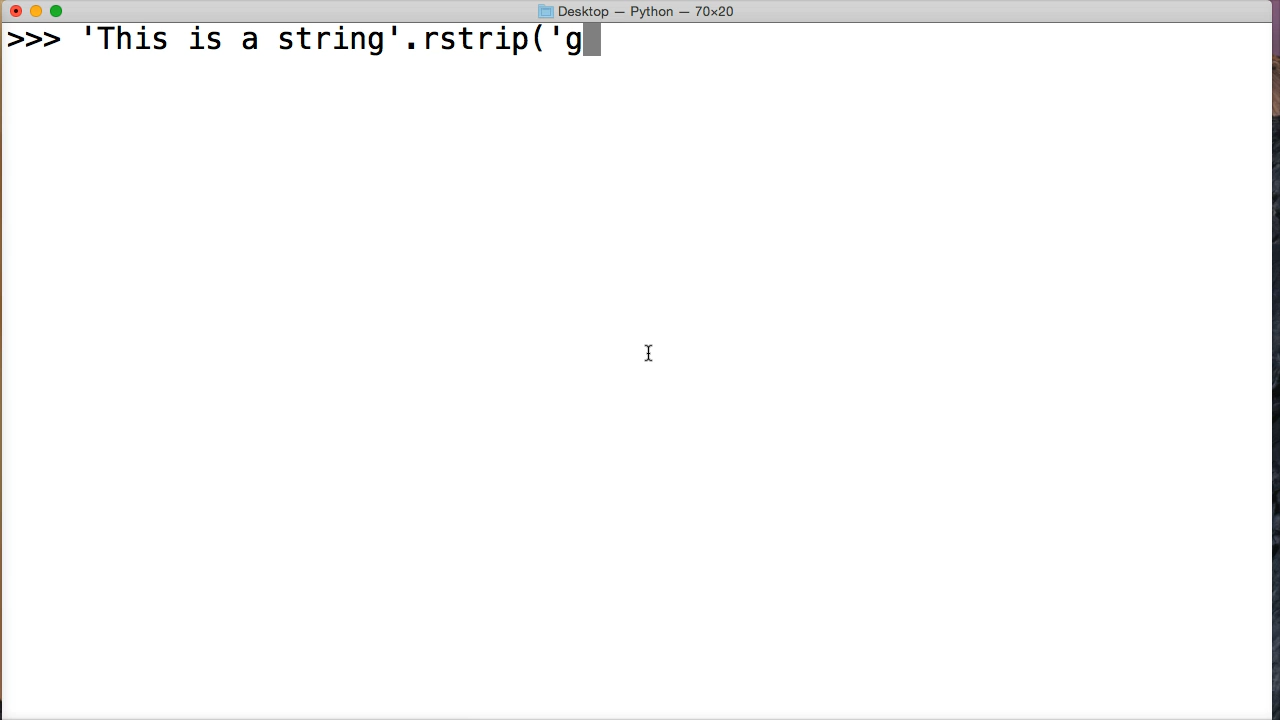 Desktop — Python — 70×20
>>> 'This is a string'.rstrip('g